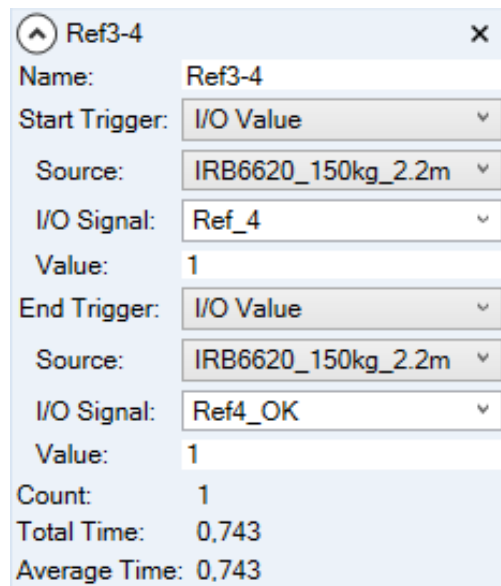 Ref3-4
Name: Ref3-4
Start Trigger: I/O Value
Source: IRB6620_150kg_2.2m
I/O Signal: Ref_4
Value: 1
End Trigger: I/O Value
Source: IRB6620_150kg_2.2m
I/O Signal: Ref4_OK
Value: 1
Count: 1
Total Time: 0,743
Average Time: 0,743